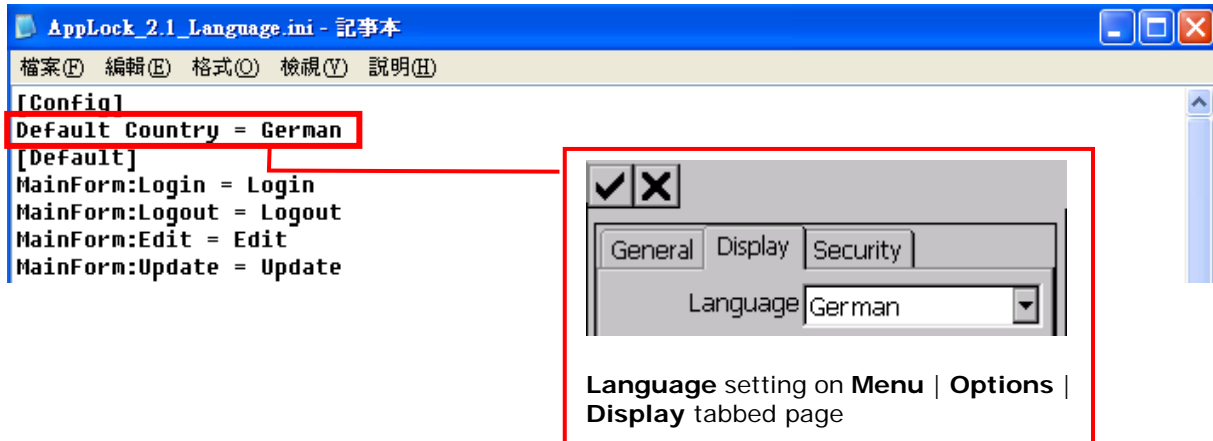 AppLock_2.1_Language.ini - 記事本
檔案(F) 編輯(E) 格式(O) 檢視(V) 說明(H)
[Config]
Default Country = German
[Default]
MainForm:Login = Login
MainForm:Logout = Logout
MainForm:Edit = Edit
MainForm:Update = Update
General Display Security
Language German
Language setting on Menu | Options |
Display tabbed page